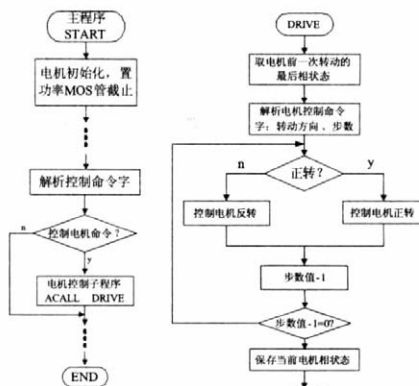 主程序
START
电机初始化，置
功率MOS管截止
解析控制命令字
n
控制电机命令？
y
电机控制子程序
ACALL DRIVE
END
DRIVE
取电机前一次转动的
最后相状态
解析电机控制命令
字：转动方向、步数
n
正转？
y
控制电机反转
控制电机正转
步数值-1
步数值-1=0?
保存当前电机相状态